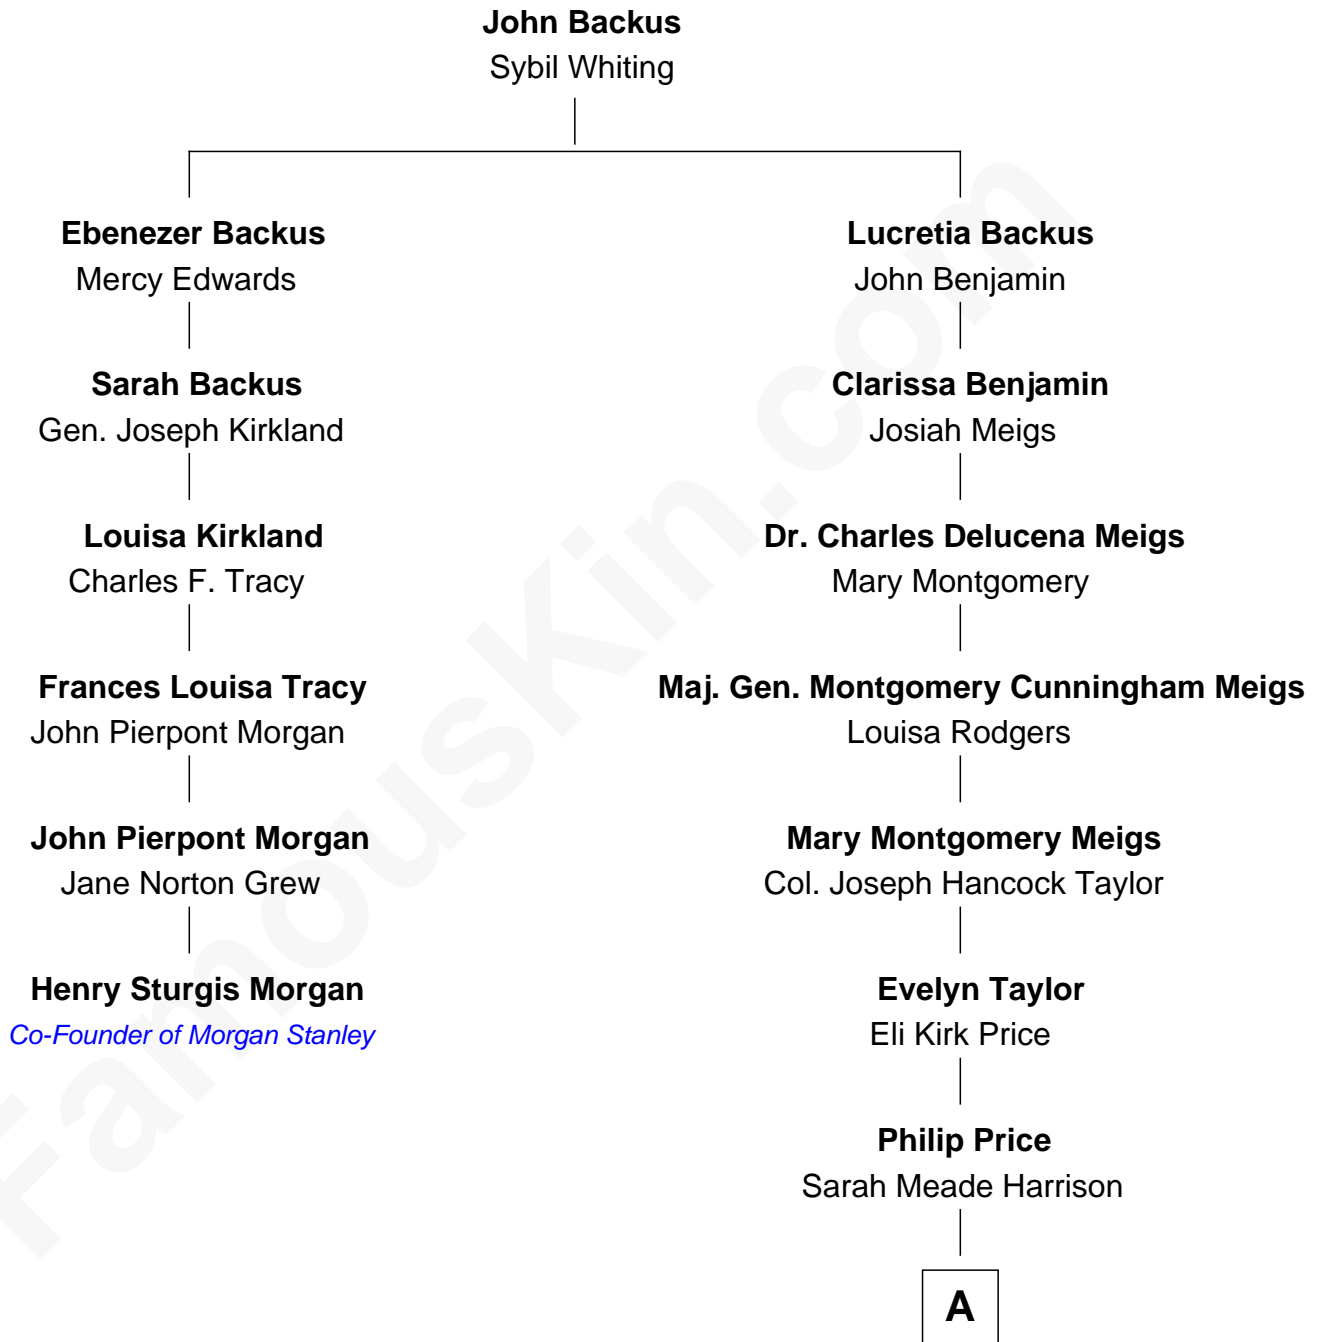 John Backus
Sybil Whiting
Ebenezer Backus
Mercy Edwards
Lucretia Backus
John Benjamin
Sarah Backus
Gen. Joseph Kirkland
Clarissa Benjamin
Josiah Meigs
Louisa Kirkland
Charles F. Tracy
Dr. Charles Delucena Meigs
Mary Montgomery
Frances Louisa Tracy
John Pierpont Morgan
Maj. Gen. Montgomery Cunningham Meigs
Louisa Rodgers
John Pierpont Morgan
Jane Norton Grew
Mary Montgomery Meigs
Col. Joseph Hancock Taylor
Henry Sturgis Morgan
Co-Founder of Morgan Stanley
Evelyn Taylor
Eli Kirk Price
Philip Price
Sarah Meade Harrison
A
FamousKin.com